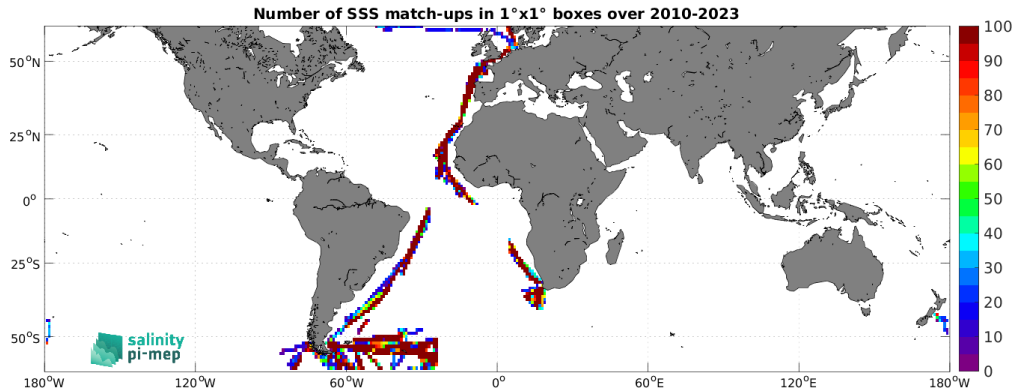 Number of SSS match-ups in 1°x1° boxes over 2010-2023
50°N
25°N
0°
25°S
50°S
180°W 120°W 60°W 0° 60°E 120°E 180°W
100
90
80
70
60
50
40
30
20
10
0
salinity
pi-mep